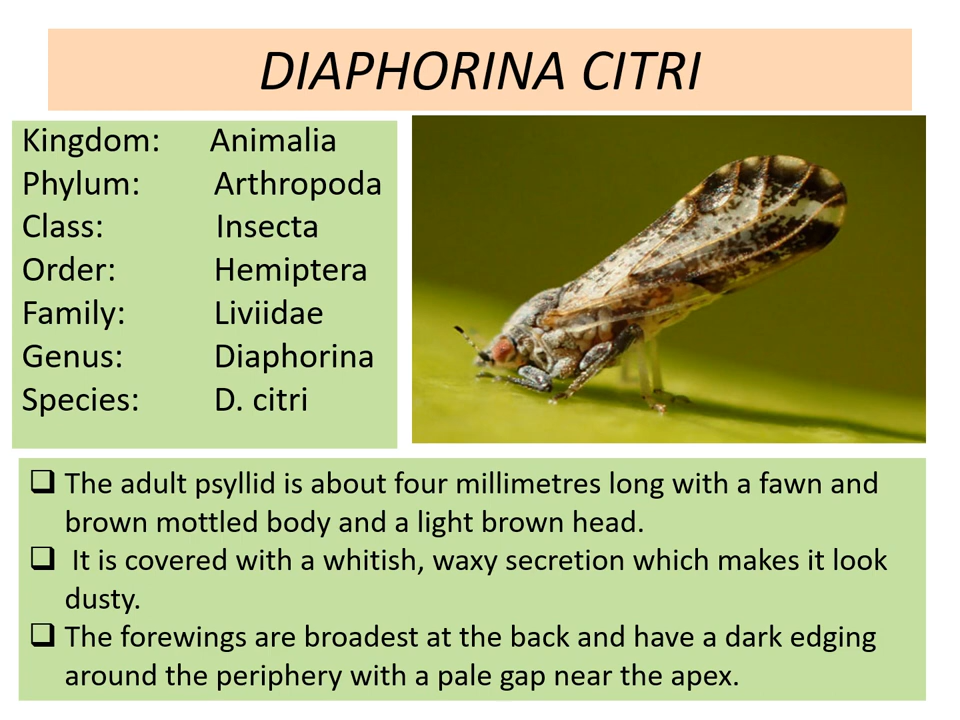 DIAPHORINA CITRI
Kingdom: Animalia
Phylum: Arthropoda
Class: Insecta
Order: Hemiptera
Family: Liviidae
Genus: Diaphorina
Species: D. citri
❑ The adult psyllid is about four millimetres long with a fawn and
brown mottled body and a light brown head.
❑ It is covered with a whitish, waxy secretion which makes it look
dusty.
❑ The forewings are broadest at the back and have a dark edging
around the periphery with a pale gap near the apex.